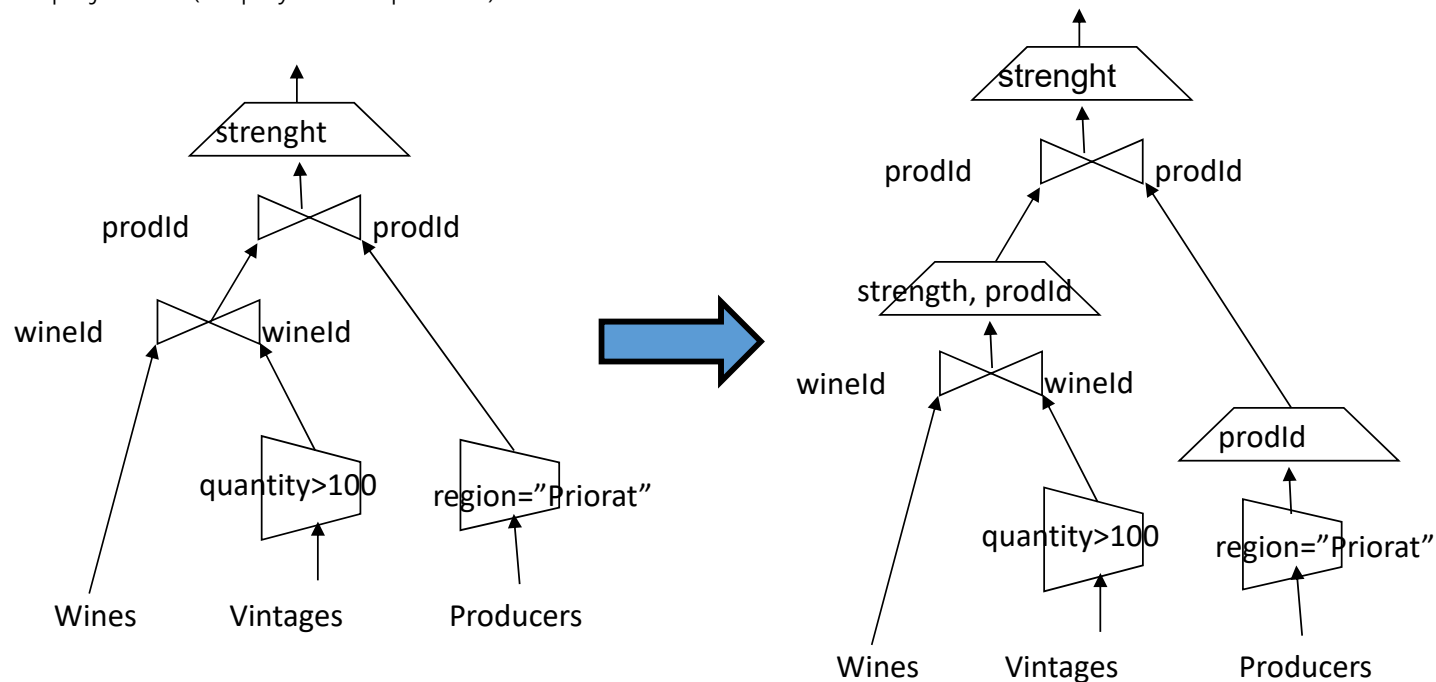 strenght
prodId prodId
wineId wineId
quantity>100
region=”Priorat”
Wines Vintages Producers
strenght
prodId prodId
strength, prodId
wineId wineId
prodId
quantity>100
region=”Priorat”
Wines Vintages Producers